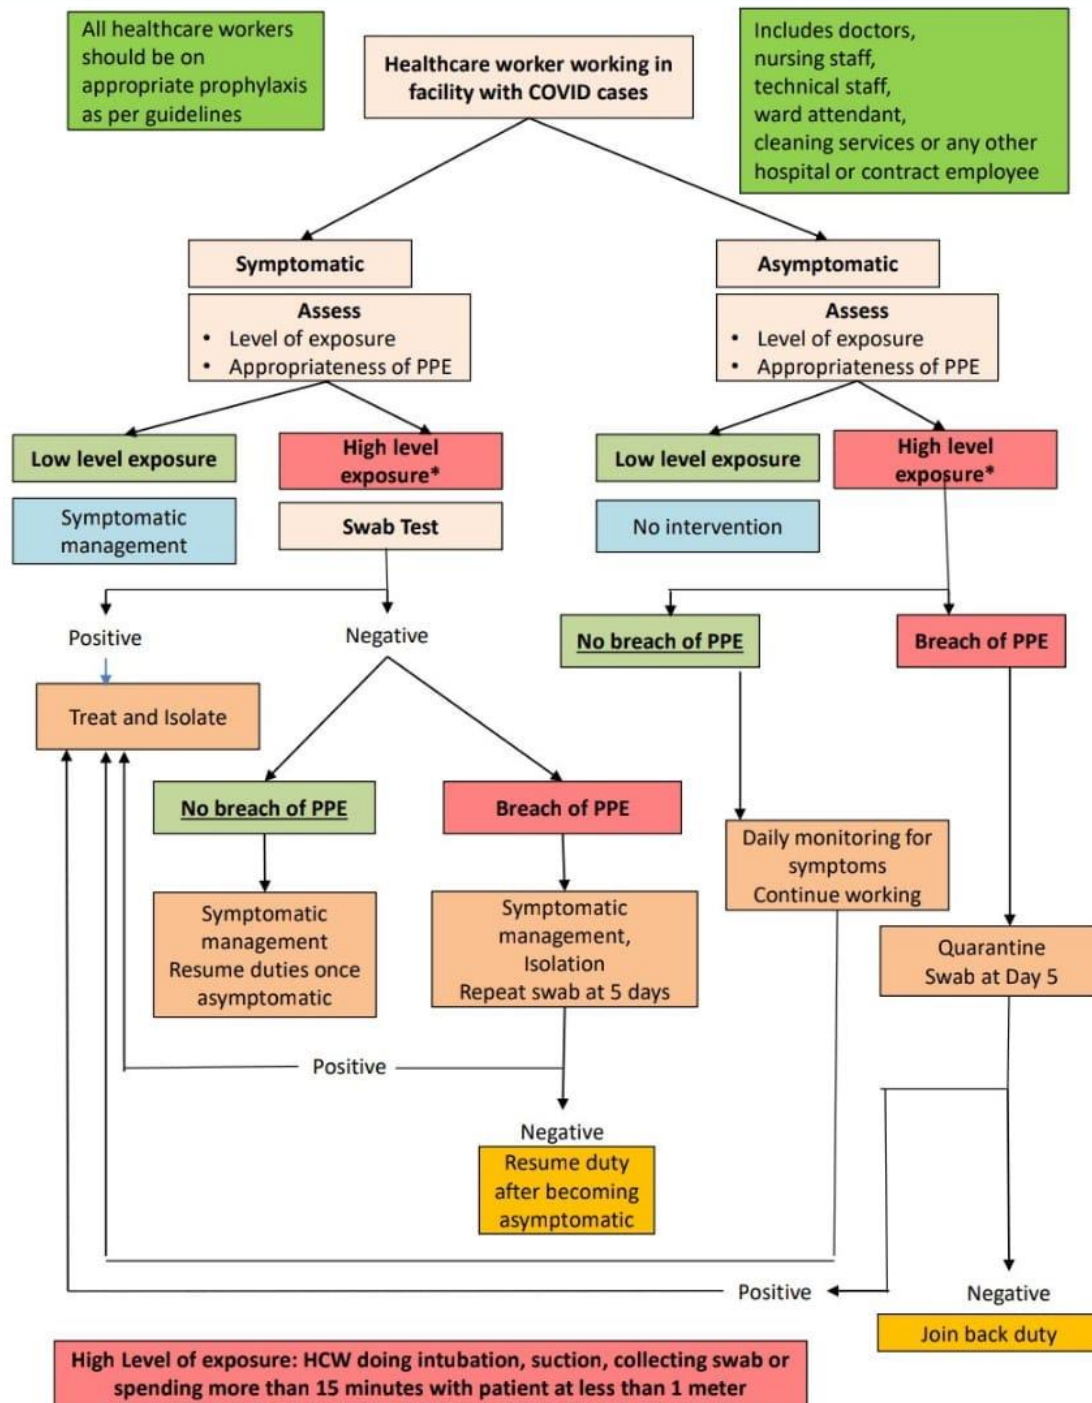 All healthcare workers
should be on
appropriate prophylaxis
as per guidelines
Healthcare worker working in
facility with COVID cases
Includes doctors,
nursing staff,
technical staff,
ward attendant,
cleaning services or any other
hospital or contract employee
Symptomatic
Asymptomatic
Assess
• Level of exposure
• Appropriateness of PPE
Assess
• Level of exposure
• Appropriateness of PPE
Low level exposure
High level
exposure*
Low level exposure
High level
exposure*
Symptomatic
management
Swab Test
No intervention
Positive
Negative
No breach of PPE
Breach of PPE
Treat and Isolate
No breach of PPE
Breach of PPE
Daily monitoring for
symptoms
Continue working
Symptomatic
management
Resume duties once
asymptomatic
Symptomatic
management,
Isolation
Repeat swab at 5 days
Quarantine
Swab at Day 5
Positive
Negative
Resume duty
after becoming
asymptomatic
Positive
Negative
Join back duty
High Level of exposure: HCW doing intubation, suction, collecting swab or
spending more than 15 minutes with patient at less than 1 meter